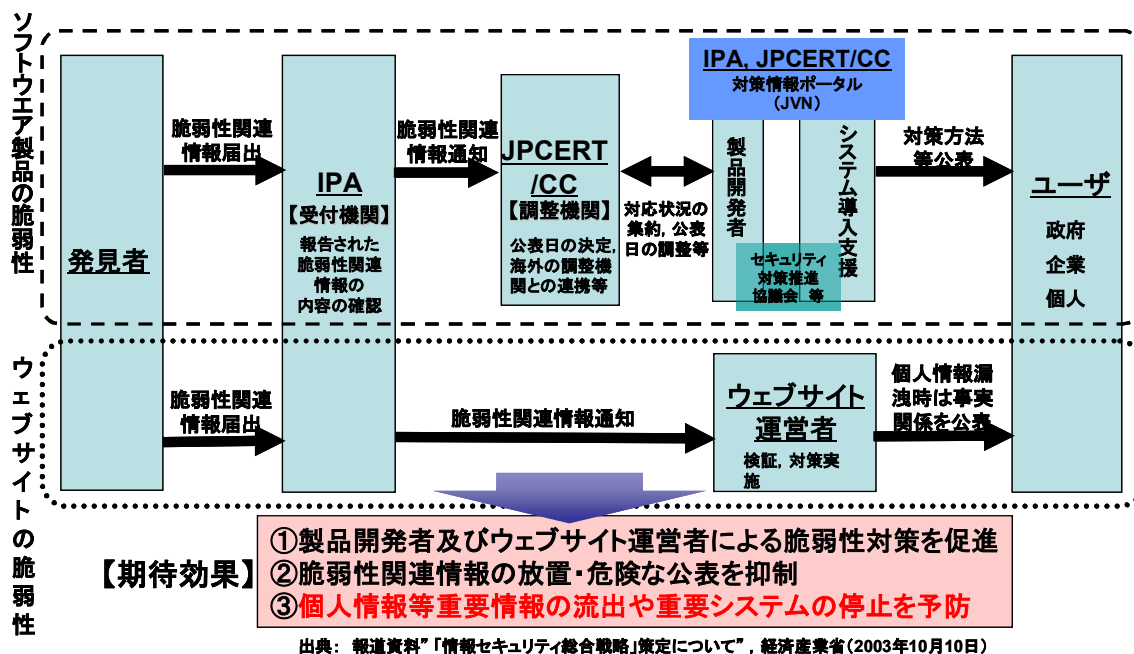 ソフトウエア製品の脆弱性
発見者
脆弱性関連
情報届出
IPA
【受付機関】
報告された
脆弱性関連
情報の
内容の確認
脆弱性関連
情報通知
JPCERT
/CC
【調整機関】
公表日の決定,
海外の調整機
関との連携等
対応状況の
集約, 公表
日の調整等
IPA, JPCERT/CC
対策情報ポータル
(JVN)
製品開発者
システム導入支援
セキュリティ
対策推進
協議会 等
対策方法
等公表
ユーザ
政府
企業
個人
ウェブサイトの脆弱性
脆弱性関連
情報届出
脆弱性関連情報通知
ウェブサイト
運営者
検証, 対策実
施
個人情報漏
洩時は事実
関係を公表
【期待効果】
①製品開発者及びウェブサイト運営者による脆弱性対策を促進
②脆弱性関連情報の放置・危険な公表を抑制
③個人情報等重要情報の流出や重要システムの停止を予防
出典: 報道資料”「情報セキュリティ総合戦略」策定について”, 経済産業省(2003年10月10日)